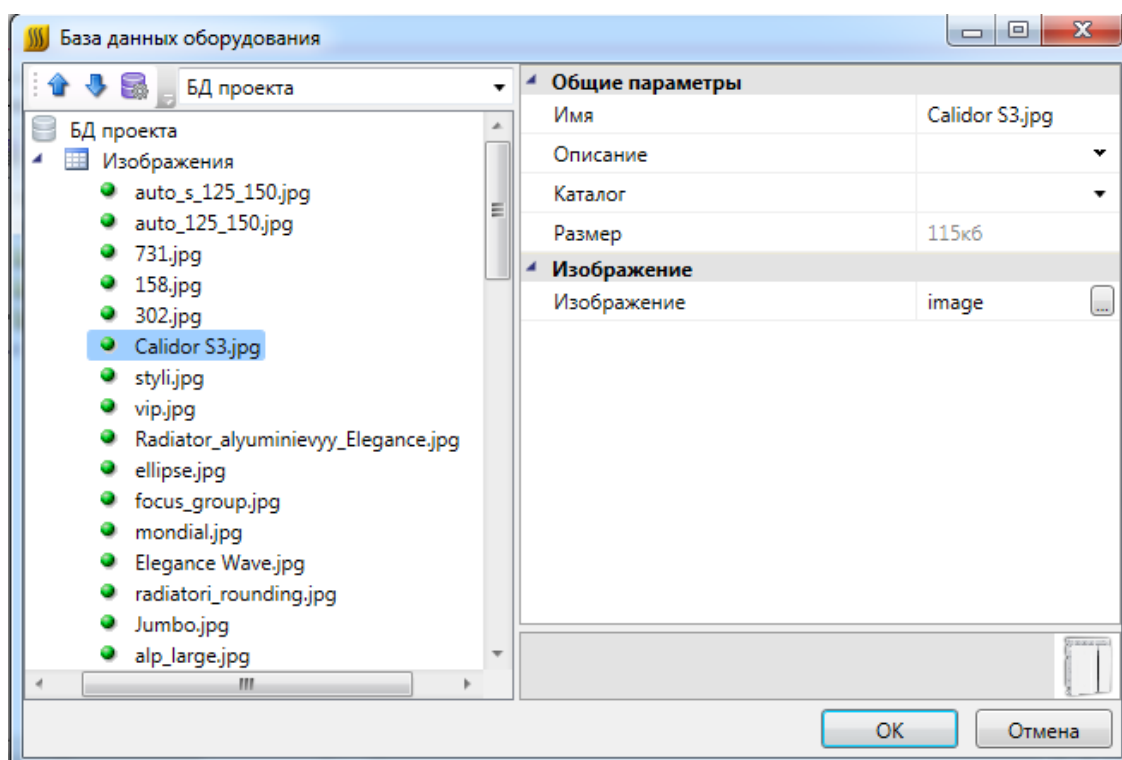 База данных оборудования
БД проекта
БД проекта
Изображения
auto_s_125_150.jpg
auto_125_150.jpg
731.jpg
158.jpg
302.jpg
Calidor S3.jpg
styli.jpg
vip.jpg
Radiator_alyuminievyy_Elegance.jpg
ellipse.jpg
focus_group.jpg
mondial.jpg
Elegance Wave.jpg
radiatori_rounding.jpg
Jumbo.jpg
alp_large.jpg
Общие параметры
Имя Calidor S3.jpg
Описание
Каталог
Размер 115кб
Изображение
Изображение image ...
OK Отмена